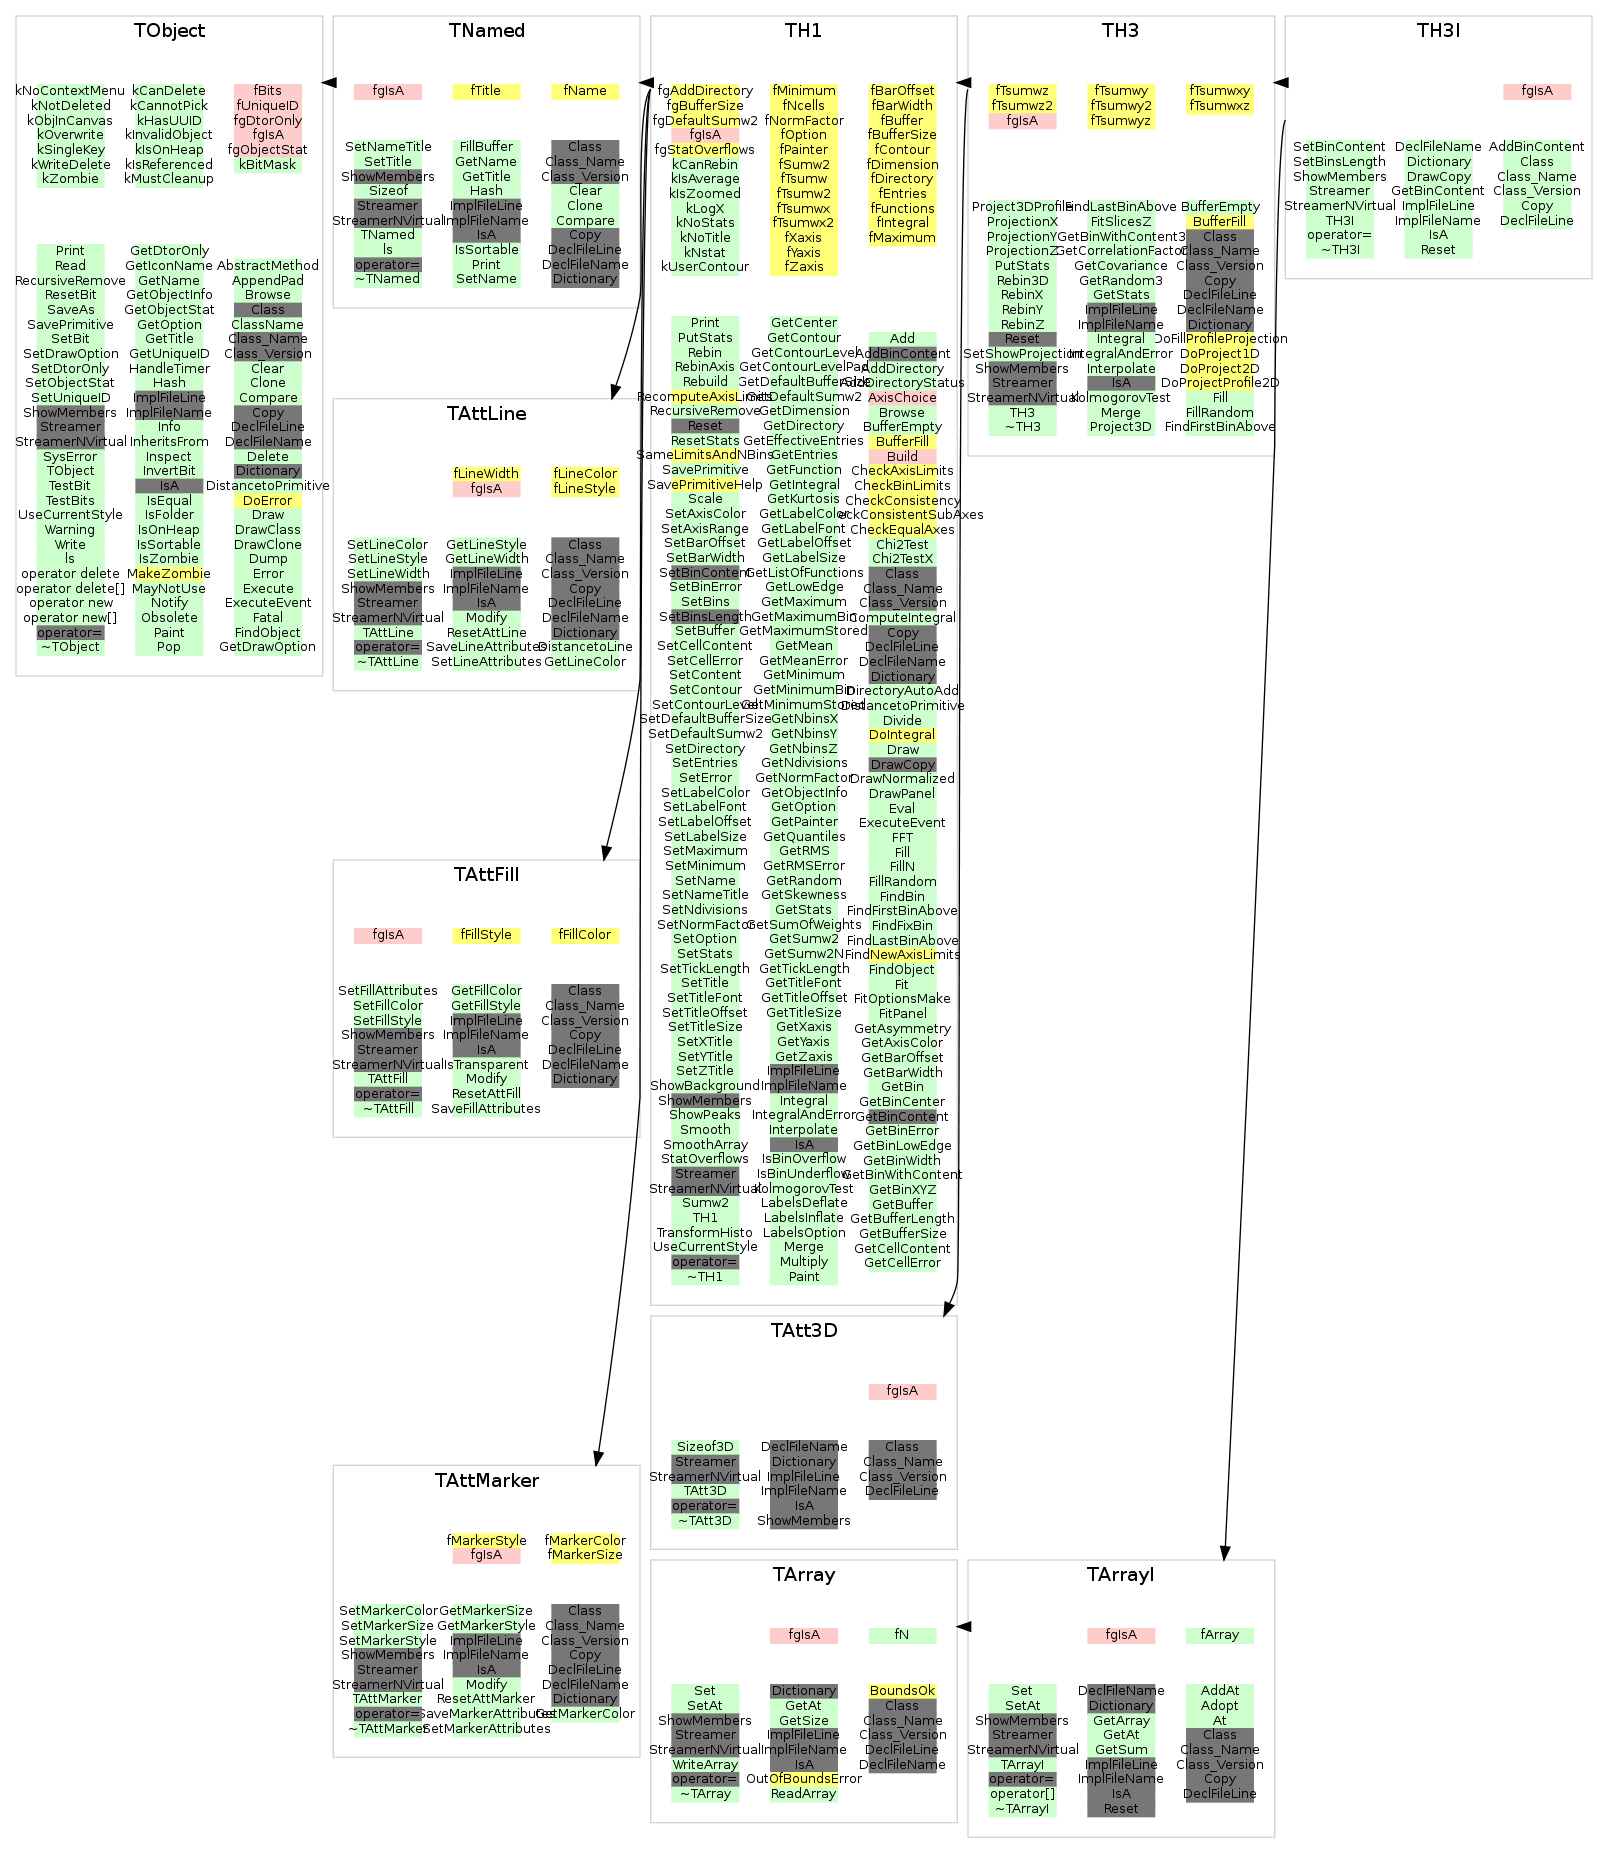 TObject
kNoContextMenu
kNotDeleted
kObjInCanvas
kOverwrite
kSingleKey
kWriteDelete
kZombie
kCanDelete
kCannotPick
kHasUUID
kInvalidObject
kIsOnHeap
kIsReferenced
kMustCleanup
fBits
fUniqueID
fgDtorOnly
fgIsA
fgObjectStat
kBitMask
Print
Read
RecursiveRemove
ResetBit
SaveAs
SavePrimitive
SetBit
SetDrawOption
SetDtorOnly
SetObjectStat
SetUniqueID
ShowMembers
Streamer
StreamerNVirtual
SysError
TObject
TestBit
TestBits
UseCurrentStyle
Warning
Write
ls
operator delete
operator delete[]
operator new
operator new[]
operator=
~TObject
GetDtorOnly
GetIconName
GetName
GetObjectInfo
GetObjectStat
GetOption
GetTitle
GetUniqueID
HandleTimer
Hash
ImplFileLine
ImplFileName
Info
InheritsFrom
Inspect
InvertBit
IsA
IsEqual
IsFolder
IsOnHeap
IsSortable
IsZombie
MakeZombie
MayNotUse
Notify
Obsolete
Paint
Pop
AbstractMethod
AppendPad
Browse
Class
ClassName
Class_Name
Class_Version
Clear
Clone
Compare
Copy
DeclFileLine
DeclFileName
Delete
Dictionary
DistancetoPrimitive
DoError
Draw
DrawClass
DrawClone
Dump
Error
Execute
ExecuteEvent
Fatal
FindObject
GetDrawOption
TNamed
fgIsA
fTitle
fName
SetNameTitle
SetTitle
ShowMembers
Sizeof
Streamer
StreamerNVirtual
TNamed
ls
operator=
~TNamed
FillBuffer
GetName
GetTitle
Hash
ImplFileLine
ImplFileName
IsA
IsSortable
Print
SetName
Class
Class_Name
Class_Version
Clear
Clone
Compare
Copy
DeclFileLine
DeclFileName
Dictionary
TH1
fgAddDirectory
fgBufferSize
fgDefaultSumw2
fgIsA
fgStatOverflows
kCanRebin
kIsAverage
kIsZoomed
kLogX
kNoStats
kNoTitle
kNstat
kUserContour
fMinimum
fNcells
fNormFactor
fOption
fPainter
fSumw2
fTsumw
fTsumw2
fTsumwx
fTsumwx2
fXaxis
fYaxis
fZaxis
fBarOffset
fBarWidth
fBuffer
fBufferSize
fContour
fDimension
fDirectory
fEntries
fFunctions
fIntegral
fMaximum
Print
PutStats
Rebin
RebinAxis
Rebuild
RecomputeAxisLimits
RecursiveRemove
Reset
ResetStats
SameLimitsAndNBins
SavePrimitive
SavePrimitiveHelp
Scale
SetAxisColor
SetAxisRange
SetBarOffset
SetBarWidth
SetBinContent
SetBinError
SetBins
SetBinsLength
SetBuffer
SetCellContent
SetCellError
SetContent
SetContour
SetContourLevel
SetDefaultBufferSize
SetDefaultSumw2
SetDirectory
SetEntries
SetError
SetLabelColor
SetLabelFont
SetLabelOffset
SetLabelSize
SetMaximum
SetMinimum
SetName
SetNameTitle
SetNdivisions
SetNormFactor
SetOption
SetStats
SetTickLength
SetTitle
SetTitleFont
SetTitleOffset
SetTitleSize
SetXTitle
SetYTitle
SetZTitle
ShowBackground
ShowMembers
ShowPeaks
Smooth
SmoothArray
StatOverflows
Streamer
StreamerNVirtual
Sumw2
TH1
TransformHisto
UseCurrentStyle
operator=
~TH1
GetCenter
GetContour
GetContourLevel
GetContourLevelPad
GetDefaultBufferSize
GetDefaultSumw2
GetDimension
GetDirectory
GetEffectiveEntries
GetEntries
GetFunction
GetIntegral
GetKurtosis
GetLabelColor
GetLabelFont
GetLabelOffset
GetLabelSize
GetListOfFunctions
GetLowEdge
GetMaximum
GetMaximumBin
GetMaximumStored
GetMean
GetMeanError
GetMinimum
GetMinimumBin
GetMinimumStored
GetNbinsX
GetNbinsY
GetNbinsZ
GetNdivisions
GetNormFactor
GetObjectInfo
GetOption
GetPainter
GetQuantiles
GetRMS
GetRMSError
GetRandom
GetSkewness
GetStats
GetSumOfWeights
GetSumw2
GetSumw2N
GetTickLength
GetTitleFont
GetTitleOffset
GetTitleSize
GetXaxis
GetYaxis
GetZaxis
ImplFileLine
ImplFileName
Integral
IntegralAndError
Interpolate
IsA
IsBinOverflow
IsBinUnderflow
KolmogorovTest
LabelsDeflate
LabelsInflate
LabelsOption
Merge
Multiply
Paint
Add
AddBinContent
AddDirectory
AddDirectoryStatus
AxisChoice
Browse
BufferEmpty
BufferFill
Build
CheckAxisLimits
CheckBinLimits
CheckConsistency
eckConsistentSubAxes
CheckEqualAxes
Chi2Test
Chi2TestX
Class
Class_Name
Class_Version
ComputeIntegral
Copy
DeclFileLine
DeclFileName
Dictionary
DirectoryAutoAdd
DistancetoPrimitive
Divide
DoIntegral
Draw
DrawCopy
DrawNormalized
DrawPanel
Eval
ExecuteEvent
FFT
Fill
FillN
FillRandom
FindBin
FindFirstBinAbove
FindFixBin
FindLastBinAbove
FindNewAxisLimits
FindObject
Fit
FitOptionsMake
FitPanel
GetAsymmetry
GetAxisColor
GetBarOffset
GetBarWidth
GetBin
GetBinCenter
GetBinContent
GetBinError
GetBinLowEdge
GetBinWidth
GetBinWithContent
GetBinXYZ
GetBuffer
GetBufferLength
GetBufferSize
GetCellContent
GetCellError
TH3
fTsumwz
fTsumwz2
fgIsA
fTsumwy
fTsumwy2
fTsumwyz
fTsumwxy
fTsumwxz
Project3DProfile
ProjectionX
ProjectionY
ProjectionZ
PutStats
Rebin3D
RebinX
RebinY
RebinZ
Reset
SetShowProjection
ShowMembers
Streamer
StreamerNVirtual
TH3
~TH3
FindLastBinAbove
FitSlicesZ
GetBinWithContent3
GetCorrelationFactor
GetCovariance
GetRandom3
GetStats
ImplFileLine
ImplFileName
Integral
IntegralAndError
Interpolate
IsA
KolmogorovTest
Merge
Project3D
BufferEmpty
BufferFill
Class
Class_Name
Class_Version
Copy
DeclFileLine
DeclFileName
Dictionary
DoFillProfileProjection
DoProject1D
DoProject2D
DoProjectProfile2D
Fill
FillRandom
FindFirstBinAbove
TH3I
fgIsA
SetBinContent
SetBinsLength
ShowMembers
Streamer
StreamerNVirtual
TH3I
operator=
~TH3I
DeclFileName
Dictionary
DrawCopy
GetBinContent
ImplFileLine
ImplFileName
IsA
Reset
AddBinContent
Class
Class_Name
Class_Version
Copy
DeclFileLine
TAttLine
fLineWidth
fgIsA
fLineColor
fLineStyle
SetLineColor
SetLineStyle
SetLineWidth
ShowMembers
Streamer
StreamerNVirtual
TAttLine
operator=
~TAttLine
GetLineStyle
GetLineWidth
ImplFileLine
ImplFileName
IsA
Modify
ResetAttLine
SaveLineAttributes
SetLineAttributes
Class
Class_Name
Class_Version
Copy
DeclFileLine
DeclFileName
Dictionary
DistancetoLine
GetLineColor
TAttFill
fgIsA
fFillStyle
fFillColor
SetFillAttributes
SetFillColor
SetFillStyle
ShowMembers
Streamer
StreamerNVirtual
TAttFill
operator=
~TAttFill
GetFillColor
GetFillStyle
ImplFileLine
ImplFileName
IsA
IsTransparent
Modify
ResetAttFill
SaveFillAttributes
Class
Class_Name
Class_Version
Copy
DeclFileLine
DeclFileName
Dictionary
TAtt3D
fgIsA
Sizeof3D
Streamer
StreamerNVirtual
TAtt3D
operator=
~TAtt3D
DeclFileName
Dictionary
ImplFileLine
ImplFileName
IsA
ShowMembers
Class
Class_Name
Class_Version
DeclFileLine
TAttMarker
fMarkerStyle
fgIsA
fMarkerColor
fMarkerSize
SetMarkerColor
SetMarkerSize
SetMarkerStyle
ShowMembers
Streamer
StreamerNVirtual
TAttMarker
operator=
~TAttMarker
GetMarkerSize
GetMarkerStyle
ImplFileLine
ImplFileName
IsA
Modify
ResetAttMarker
SaveMarkerAttributes
SetMarkerAttributes
Class
Class_Name
Class_Version
Copy
DeclFileLine
DeclFileName
Dictionary
GetMarkerColor
TArray
fgIsA
fN
Set
SetAt
ShowMembers
Streamer
StreamerNVirtual
WriteArray
operator=
~TArray
Dictionary
GetAt
GetSize
ImplFileLine
ImplFileName
IsA
OutOfBoundsError
ReadArray
BoundsOk
Class
Class_Name
Class_Version
DeclFileLine
DeclFileName
TArrayI
fgIsA
fArray
Set
SetAt
ShowMembers
Streamer
StreamerNVirtual
TArrayI
operator=
operator[]
~TArrayI
DeclFileName
Dictionary
GetArray
GetAt
GetSum
ImplFileLine
ImplFileName
IsA
Reset
AddAt
Adopt
At
Class
Class_Name
Class_Version
Copy
DeclFileLine